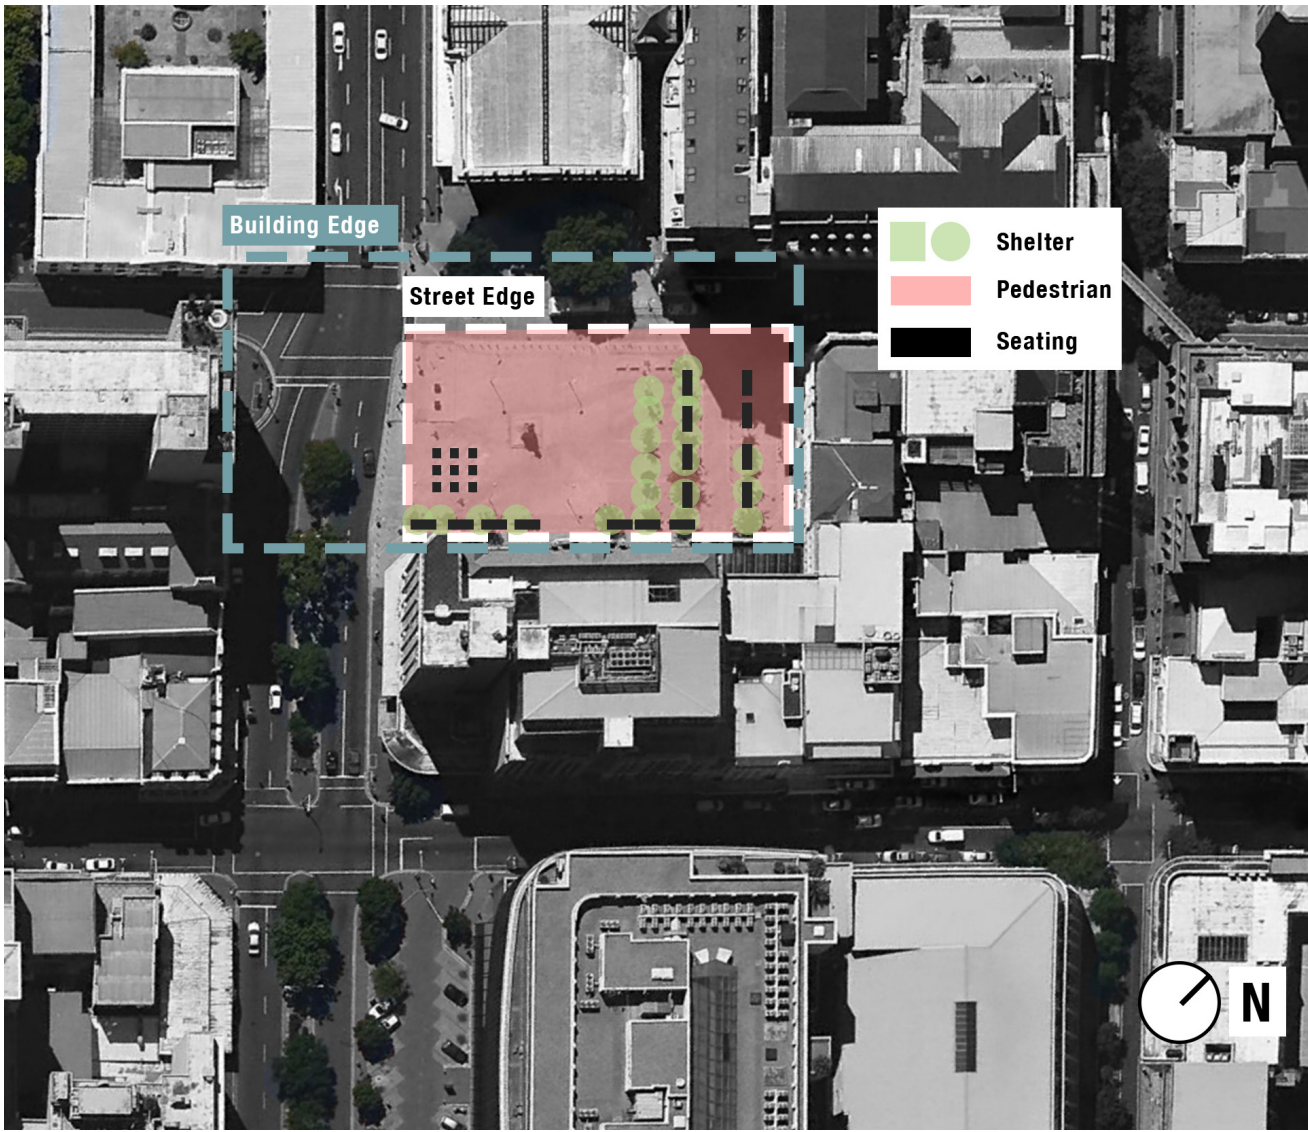 Building Edge
Street Edge
Shelter
Pedestrian
Seating
N